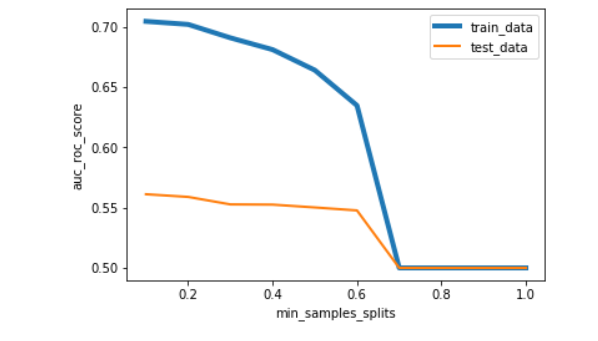 0.70
0.65
0.60
0.55
0.50
auc_roc_score
train_data
test_data
0.2 0.4 0.6 0.8 1.0
min_samples_splits